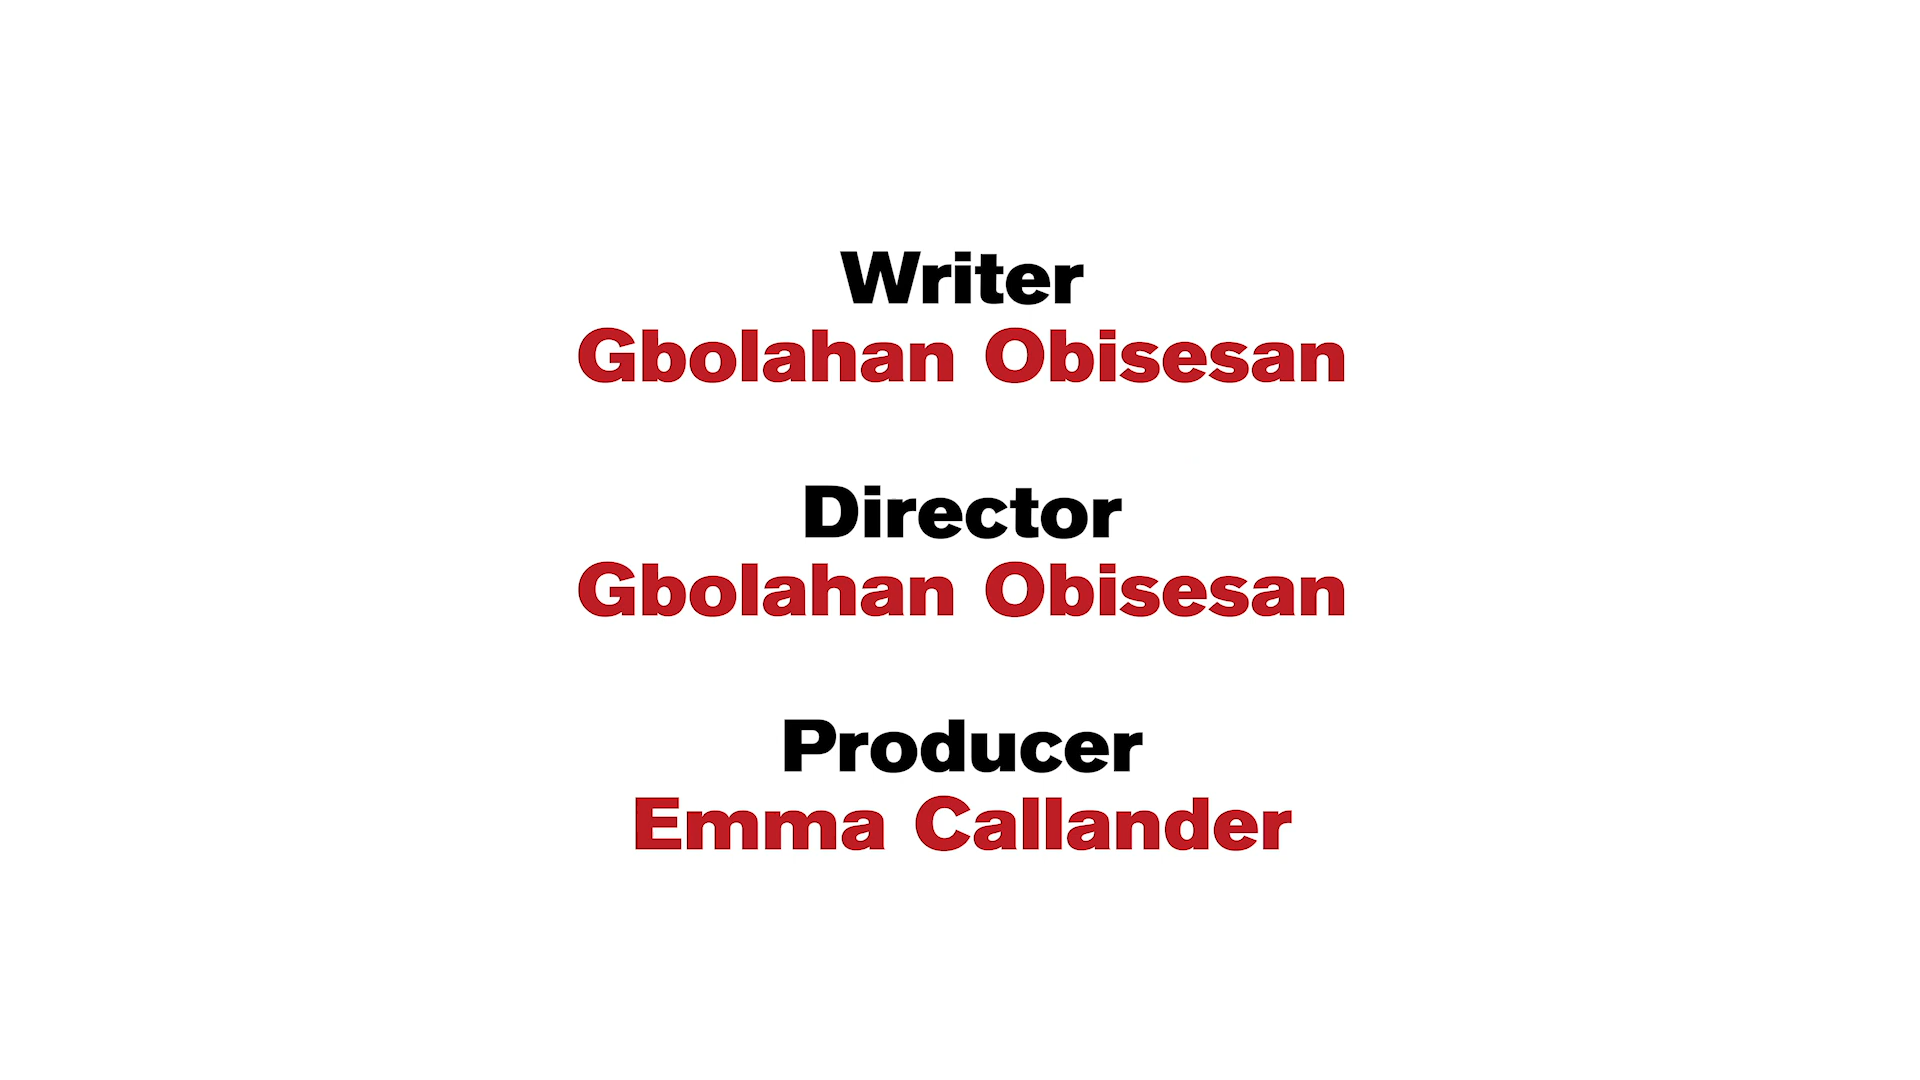 Writer
Gbolahan Obisesan
Director
Gbolahan Obisesan
Producer
Emma Callander